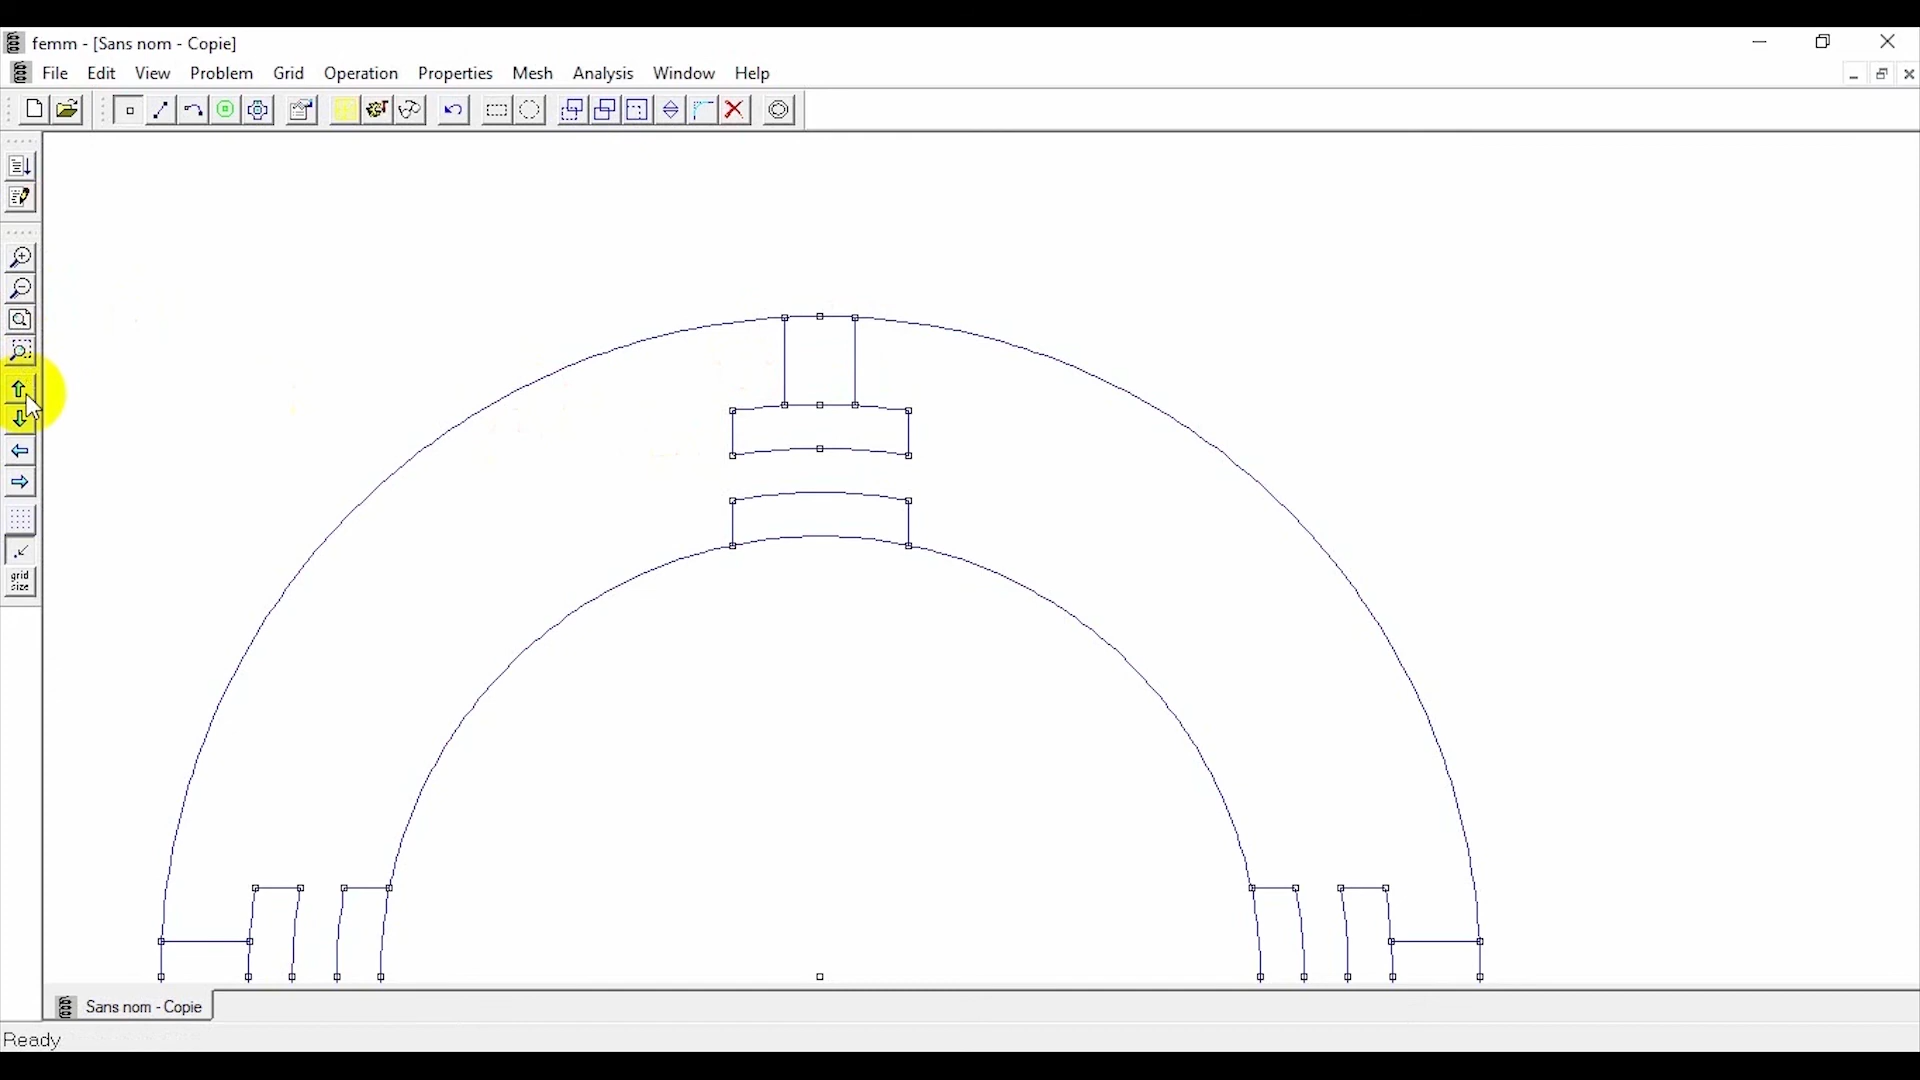 femm - [Sans nom - Copie]
File Edit View Problem Grid Operation Properties Mesh Analysis Window Help
grid
size
Sans nom - Copie
Ready